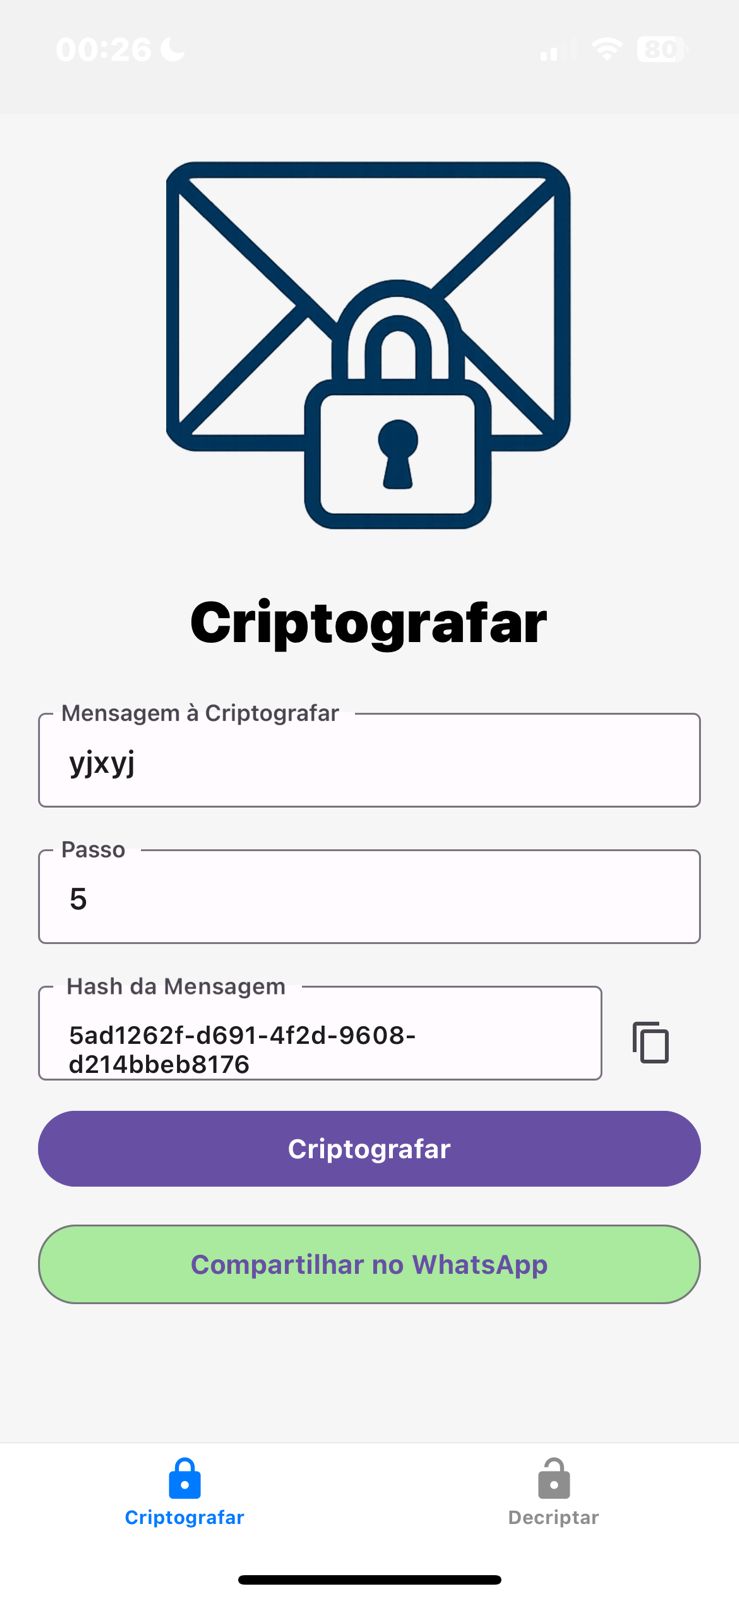 00:26
80
Criptografar
Mensagem à Criptografar
yjxyj
Passo
5
Hash da Mensagem
5ad1262f-d691-4f2d-9608-
d214bbeb8176
Criptografar
Compartilhar no WhatsApp
Criptografar
Decriptar